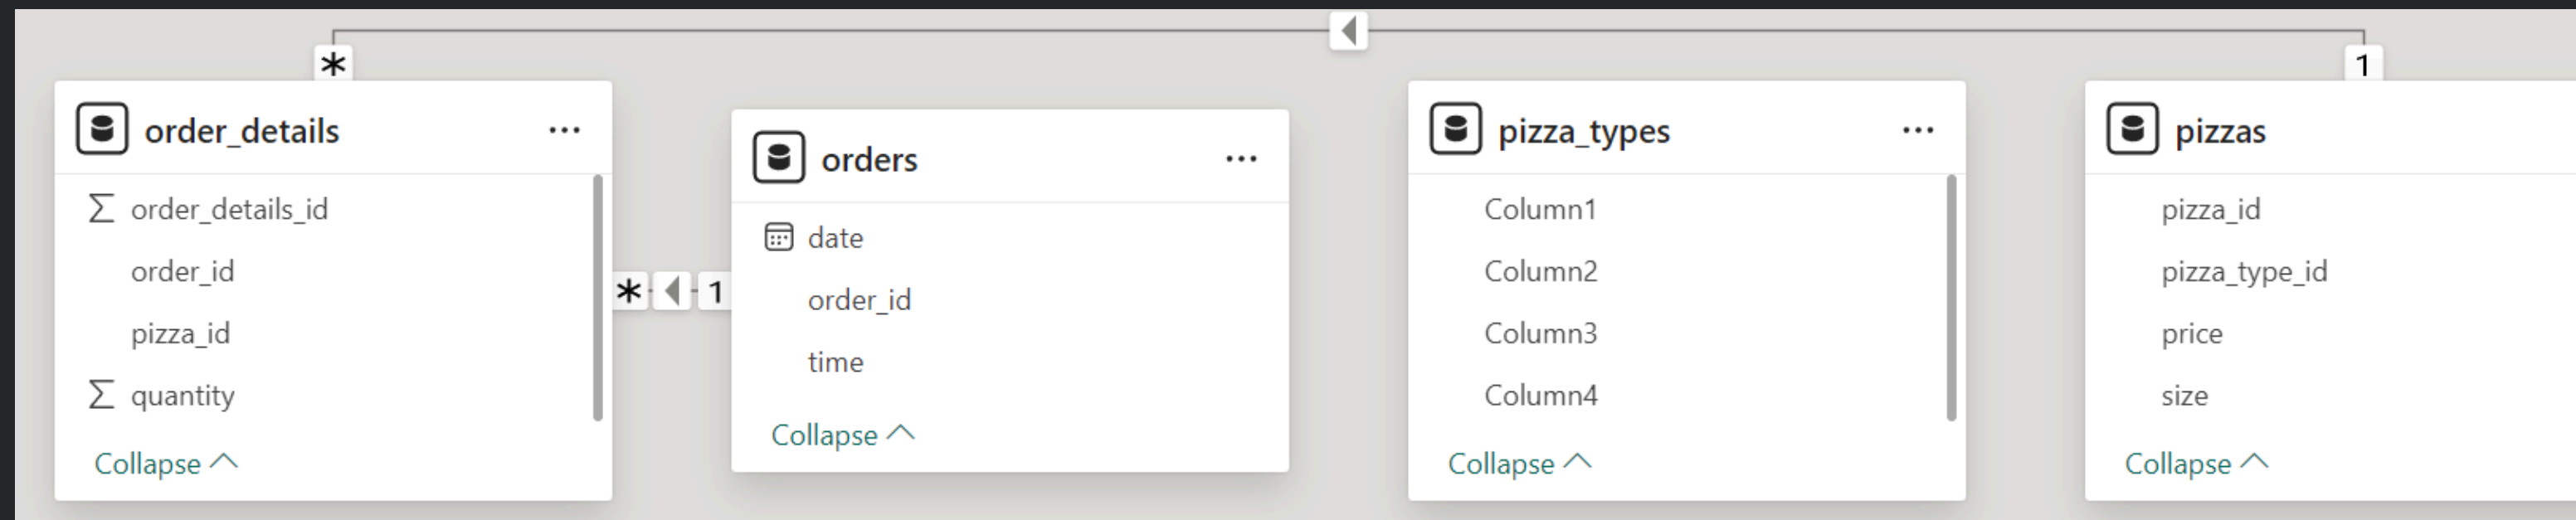 1
*
order_details ...
Σ order_details_id
order_id
pizza_id
Σ quantity
Collapse
* 1
orders ...
date
order_id
time
Collapse
pizza_types ...
Column1
Column2
Column3
Column4
Collapse
pizzas
pizza_id
pizza_type_id
price
size
Collapse